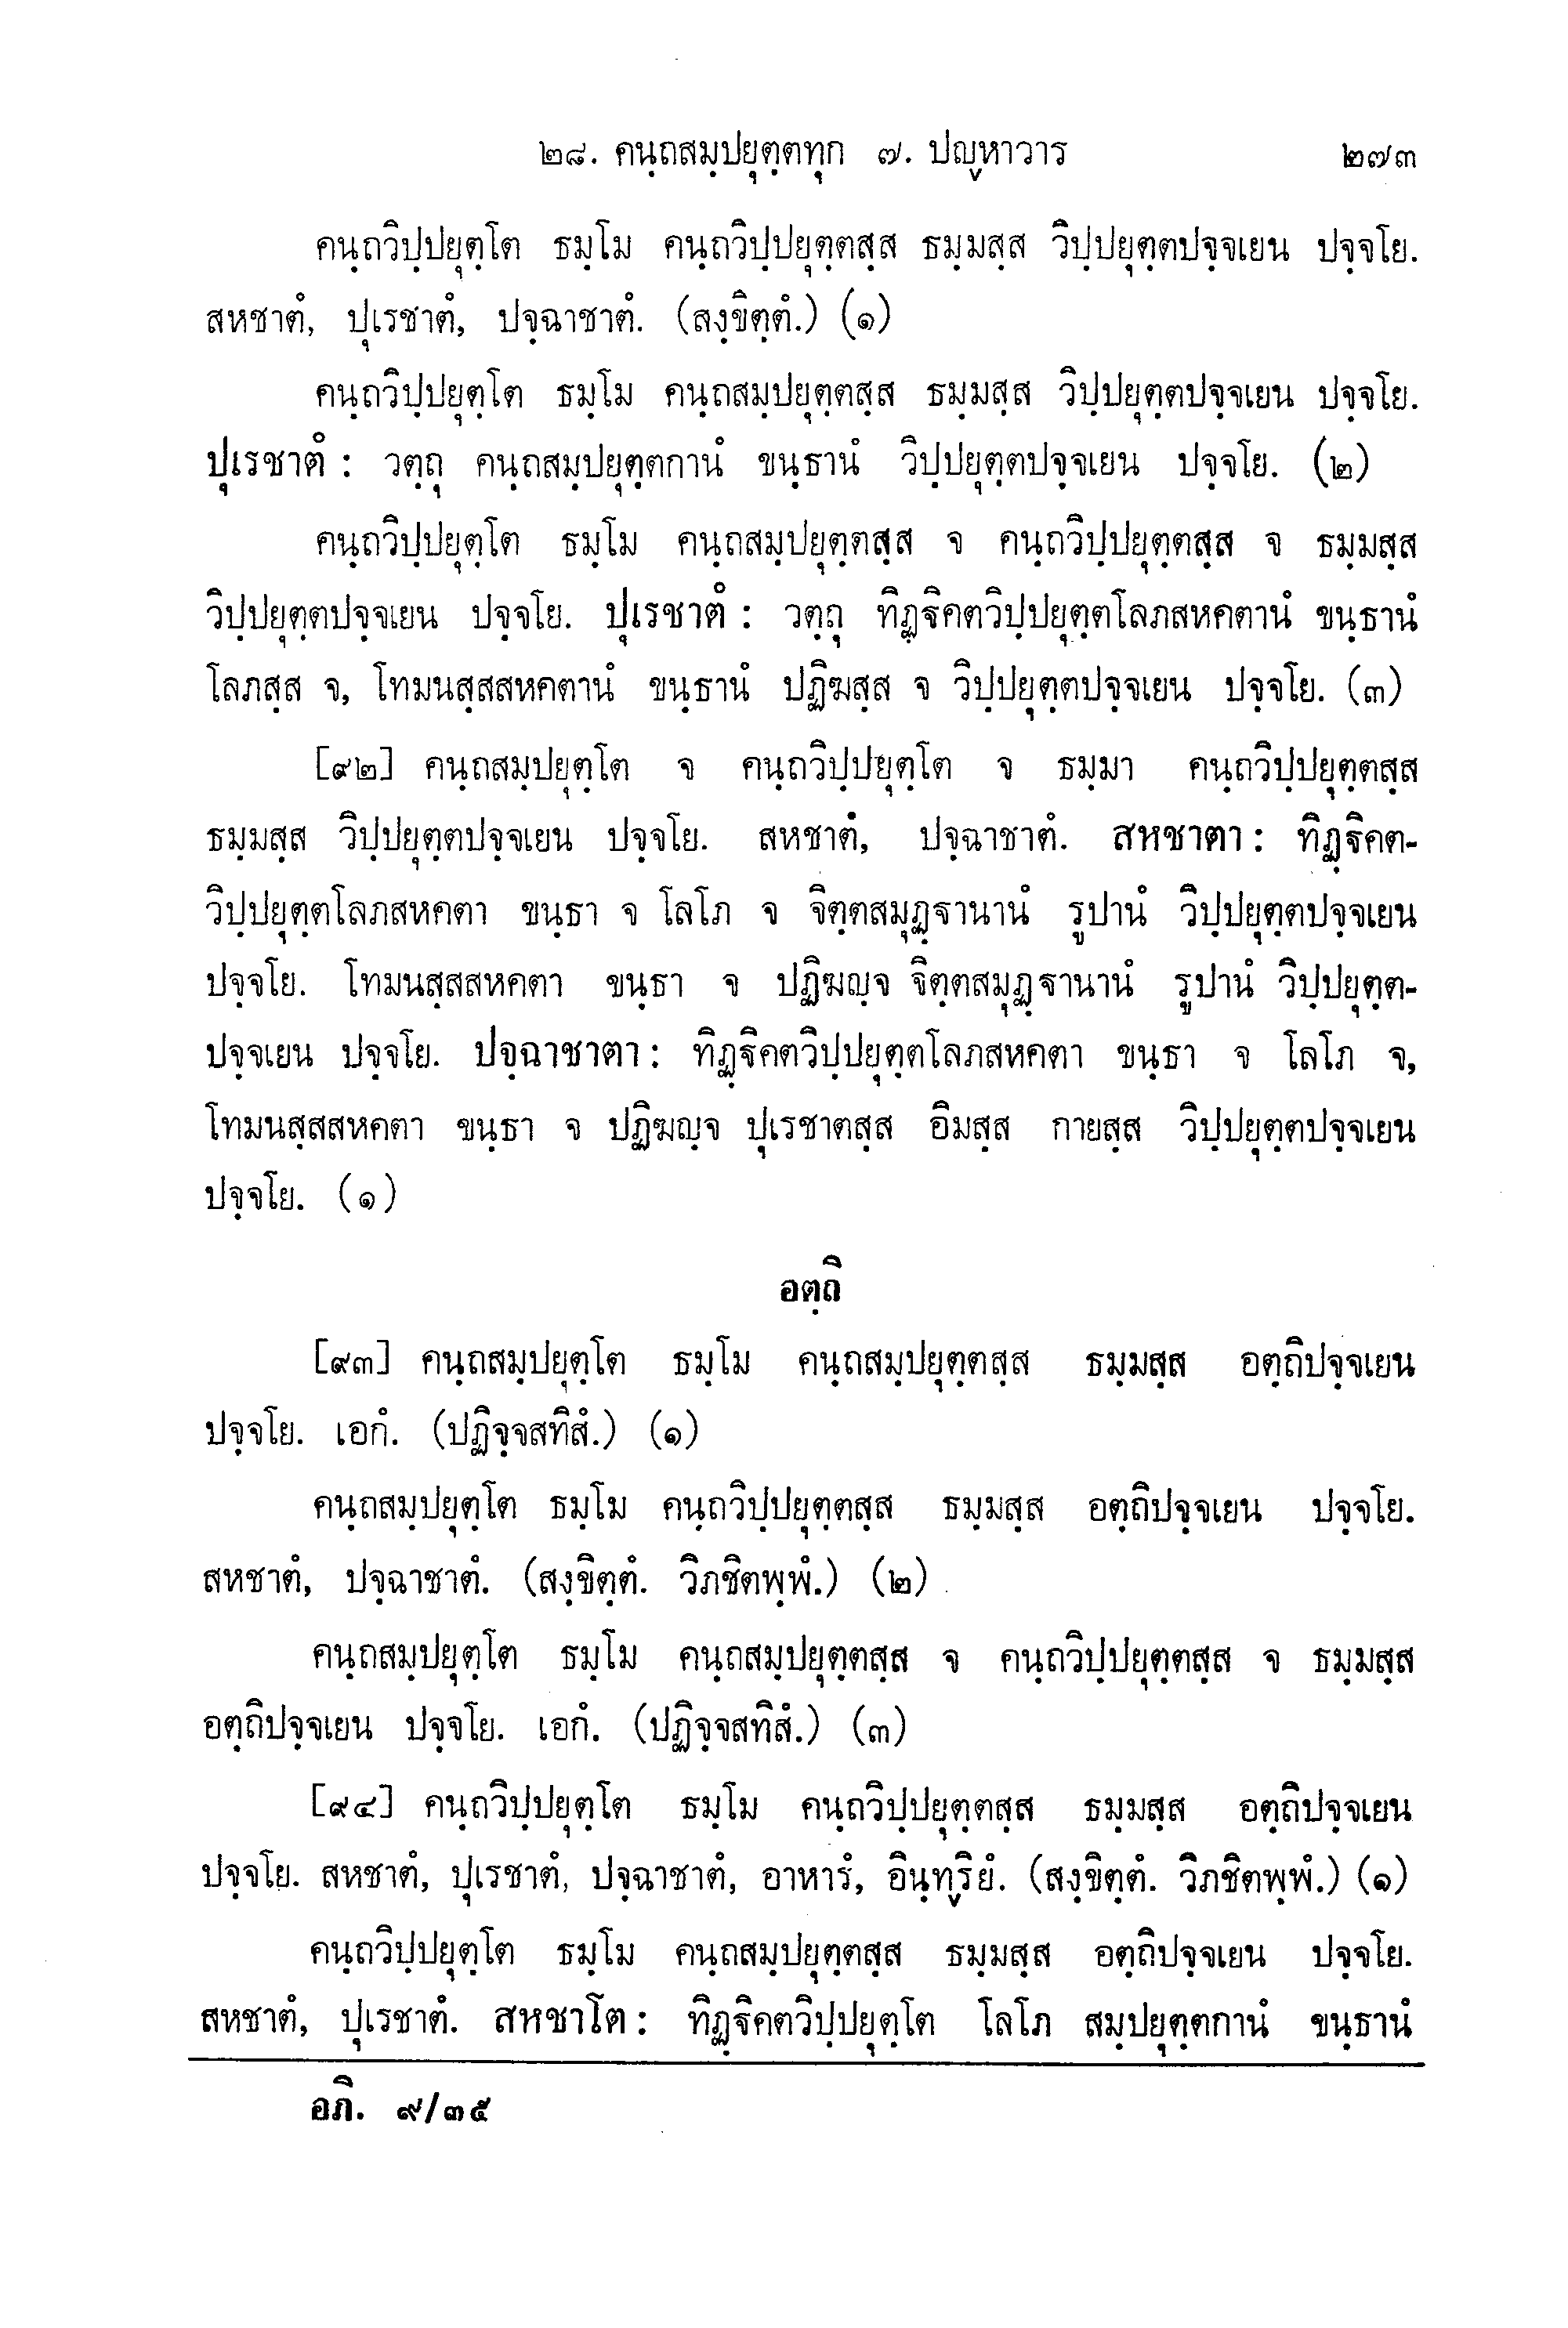 ๒๘. คนฺถสมฺปยุตฺตทุก ๗. ปญฺหาวาร ๒๗๓
คนฺถวิปฺปยุตฺโต ธมฺโม คนฺถวิปฺปยุตฺตสฺส ธมฺมสฺส วิปฺปยุตฺตปจฺจเยน ปจฺจโย.
สหชาตํ, ปุเรชาตํ, ปจฺฉาชาตํ. (สงฺขิตฺตํ.) (๑)
คนฺถวิปฺปยุตฺโต ธมฺโม คนฺถสมฺปยุตฺตสฺส ธมฺมสฺส วิปฺปยุตฺตปจฺจเยน ปจฺจโย.
ปุเรชาตํ : วตฺถุ คนฺถสมฺปยุตฺตกานํ ขนฺธานํ วิปฺปยุตฺตปจฺจเยน ปจฺจโย. (๒)
คนฺถวิปฺปยุตฺโต ธมฺโม คนฺถสมฺปยุตฺตสฺส จ คนฺถวิปฺปยุตฺตสฺส จ ธมฺมสฺส
วิปฺปยุตฺตปจฺจเยน ปจฺจโย. ปุเรชาตํ : วตฺถุ ทิฏฺฐิคตวิปฺปยุตฺตโลภสหคตานํ ขนฺธานํ
โลภสฺส จ, โทมนสฺสสหคตานํ ขนฺธานํ ปฏิฆสฺส จ วิปฺปยุตฺตปจฺจเยน ปจฺจโย. (๓)
[๙๒] คนฺถสมฺปยุตฺโต จ คนฺถวิปฺปยุตฺโต จ ธมฺมา คนฺถวิปฺปยุตฺตสฺส
ธมฺมสฺส วิปฺปยุตฺตปจฺจเยน ปจฺจโย. สหชาตํ, ปจฺฉาชาตํ. สหชาตา : ทิฏฺฐิคต-
วิปฺปยุตฺตโลภสหคตา ขนฺธา จ โลโภ จ จิตฺตสมุฏฺฐานานํ รูปานํ วิปฺปยุตฺตปจฺจเยน
ปจฺจโย. โทมนสฺสสหคตา ขนฺธา จ ปฏิฆญฺจ จิตฺตสมุฏฺฐานานํ รูปานํ วิปฺปยุตฺต-
ปจฺจเยน ปจฺจโย. ปจฺฉาชาตา : ทิฏฺฐิคตวิปฺปยุตฺตโลภสหคตา ขนฺธา จ โลโภ จ,
โทมนสฺสสหคตา ขนฺธา จ ปฏิฆญฺจ ปุเรชาตสฺส อิมสฺส กายสฺส วิปฺปยุตฺตปจฺจเยน
ปจฺจโย. (๑)
อตฺถิ
[๙๓] คนฺถสมฺปยุตฺโต ธมฺโม คนฺถสมฺปยุตฺตสฺส ธมฺมสฺส อตฺถิปจฺจเยน
ปจฺจโย. เอกํ. (ปฏิจฺจสทิสํ.) (๑)
คนฺถสมฺปยุตฺโต ธมฺโม คนฺถวิปฺปยุตฺตสฺส ธมฺมสฺส อตฺถิปจฺจเยน ปจฺจโย.
สหชาตํ, ปจฺฉาชาตํ. (สงฺขิตฺตํ. วิภชิตพฺพํ.) (๒)
คนฺถสมฺปยุตฺโต ธมฺโม คนฺถสมฺปยุตฺตสฺส จ คนฺถวิปฺปยุตฺตสฺส จ ธมฺมสฺส
อตฺถิปจฺจเยน ปจฺจโย. เอกํ. (ปฏิจฺจสทิสํ.) (๓)
[๙๔] คนฺถวิปฺปยุตฺโต ธมฺโม คนฺถวิปฺปยุตฺตสฺส ธมฺมสฺส อตฺถิปจฺจเยน
ปจฺจโย. สหชาตํ, ปุเรชาตํ, ปจฺฉาชาตํ, อาหารํ, อินฺทฺริยํ. (สงฺขิตฺตํ. วิภชิตพฺพํ.) (๑)
คนฺถวิปฺปยุตฺโต ธมฺโม คนฺถสมฺปยุตฺตสฺส ธมฺมสฺส อตฺถิปจฺจเยน ปจฺจโย.
สหชาตํ, ปุเรชาตํ. สหชาโต : ทิฏฺฐิคตวิปฺปยุตฺโต โลโภ สมฺปยุตฺตกานํ ขนฺธานํ
อภิ. ๙/๓๕